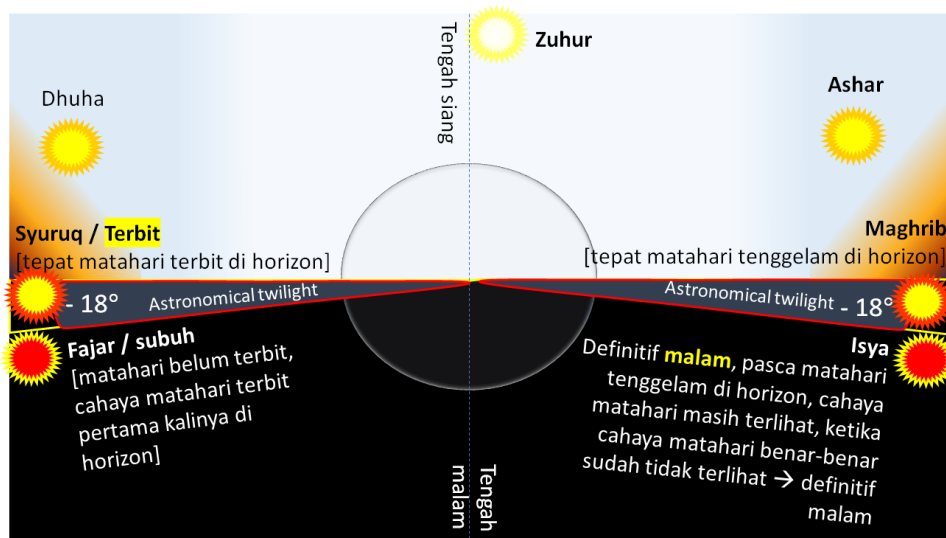 Tengah siang
Zuhur
Dhuha
Ashar
Syuruq / Terbit
[tepat matahari terbit di horizon]
Maghrib
[tepat matahari tenggelam di horizon]
- 18°
Astronomical twilight
Astronomical twilight
- 18°
Fajar / subuh
[matahari belum terbit,
cahaya matahari terbit
pertama kalinya di
horizon]
Isya
Definitif malam, pasca matahari
tenggelam di horizon, cahaya
matahari masih terlihat, ketika
cahaya matahari benar-benar
sudah tidak terlihat → definitif
malam
Tengah
malam